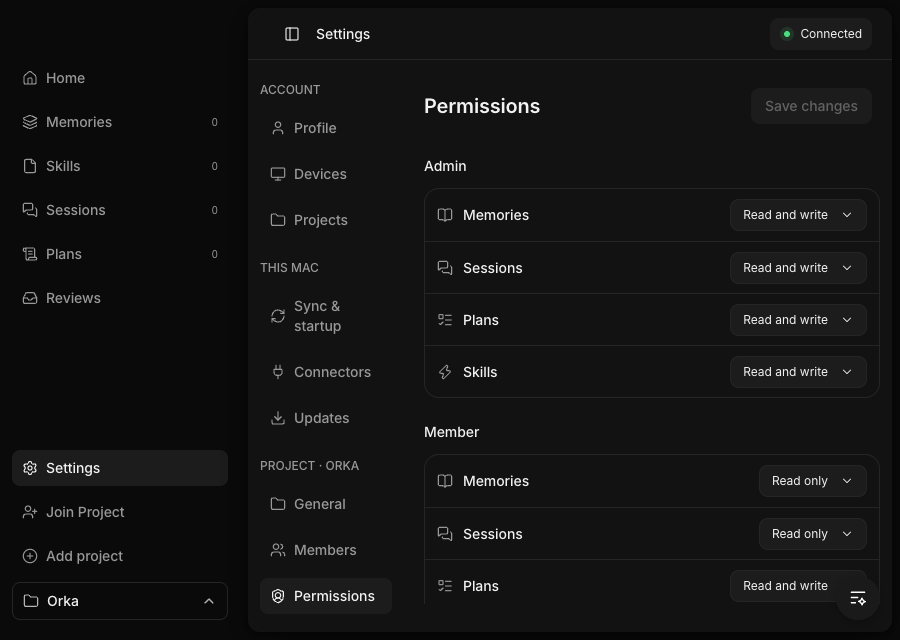 Home
Memories 0
Skills 0
Sessions 0
Plans 0
Reviews
Settings
Join Project
Add project
Orka
Settings
Connected
ACCOUNT
Profile
Devices
Projects
THIS MAC
Sync &
startup
Connectors
Updates
PROJECT · ORKA
General
Members
Permissions
Permissions
Save changes
Admin
Memories Read and write
Sessions Read and write
Plans Read and write
Skills Read and write
Member
Memories Read only
Sessions Read only
Plans Read and write